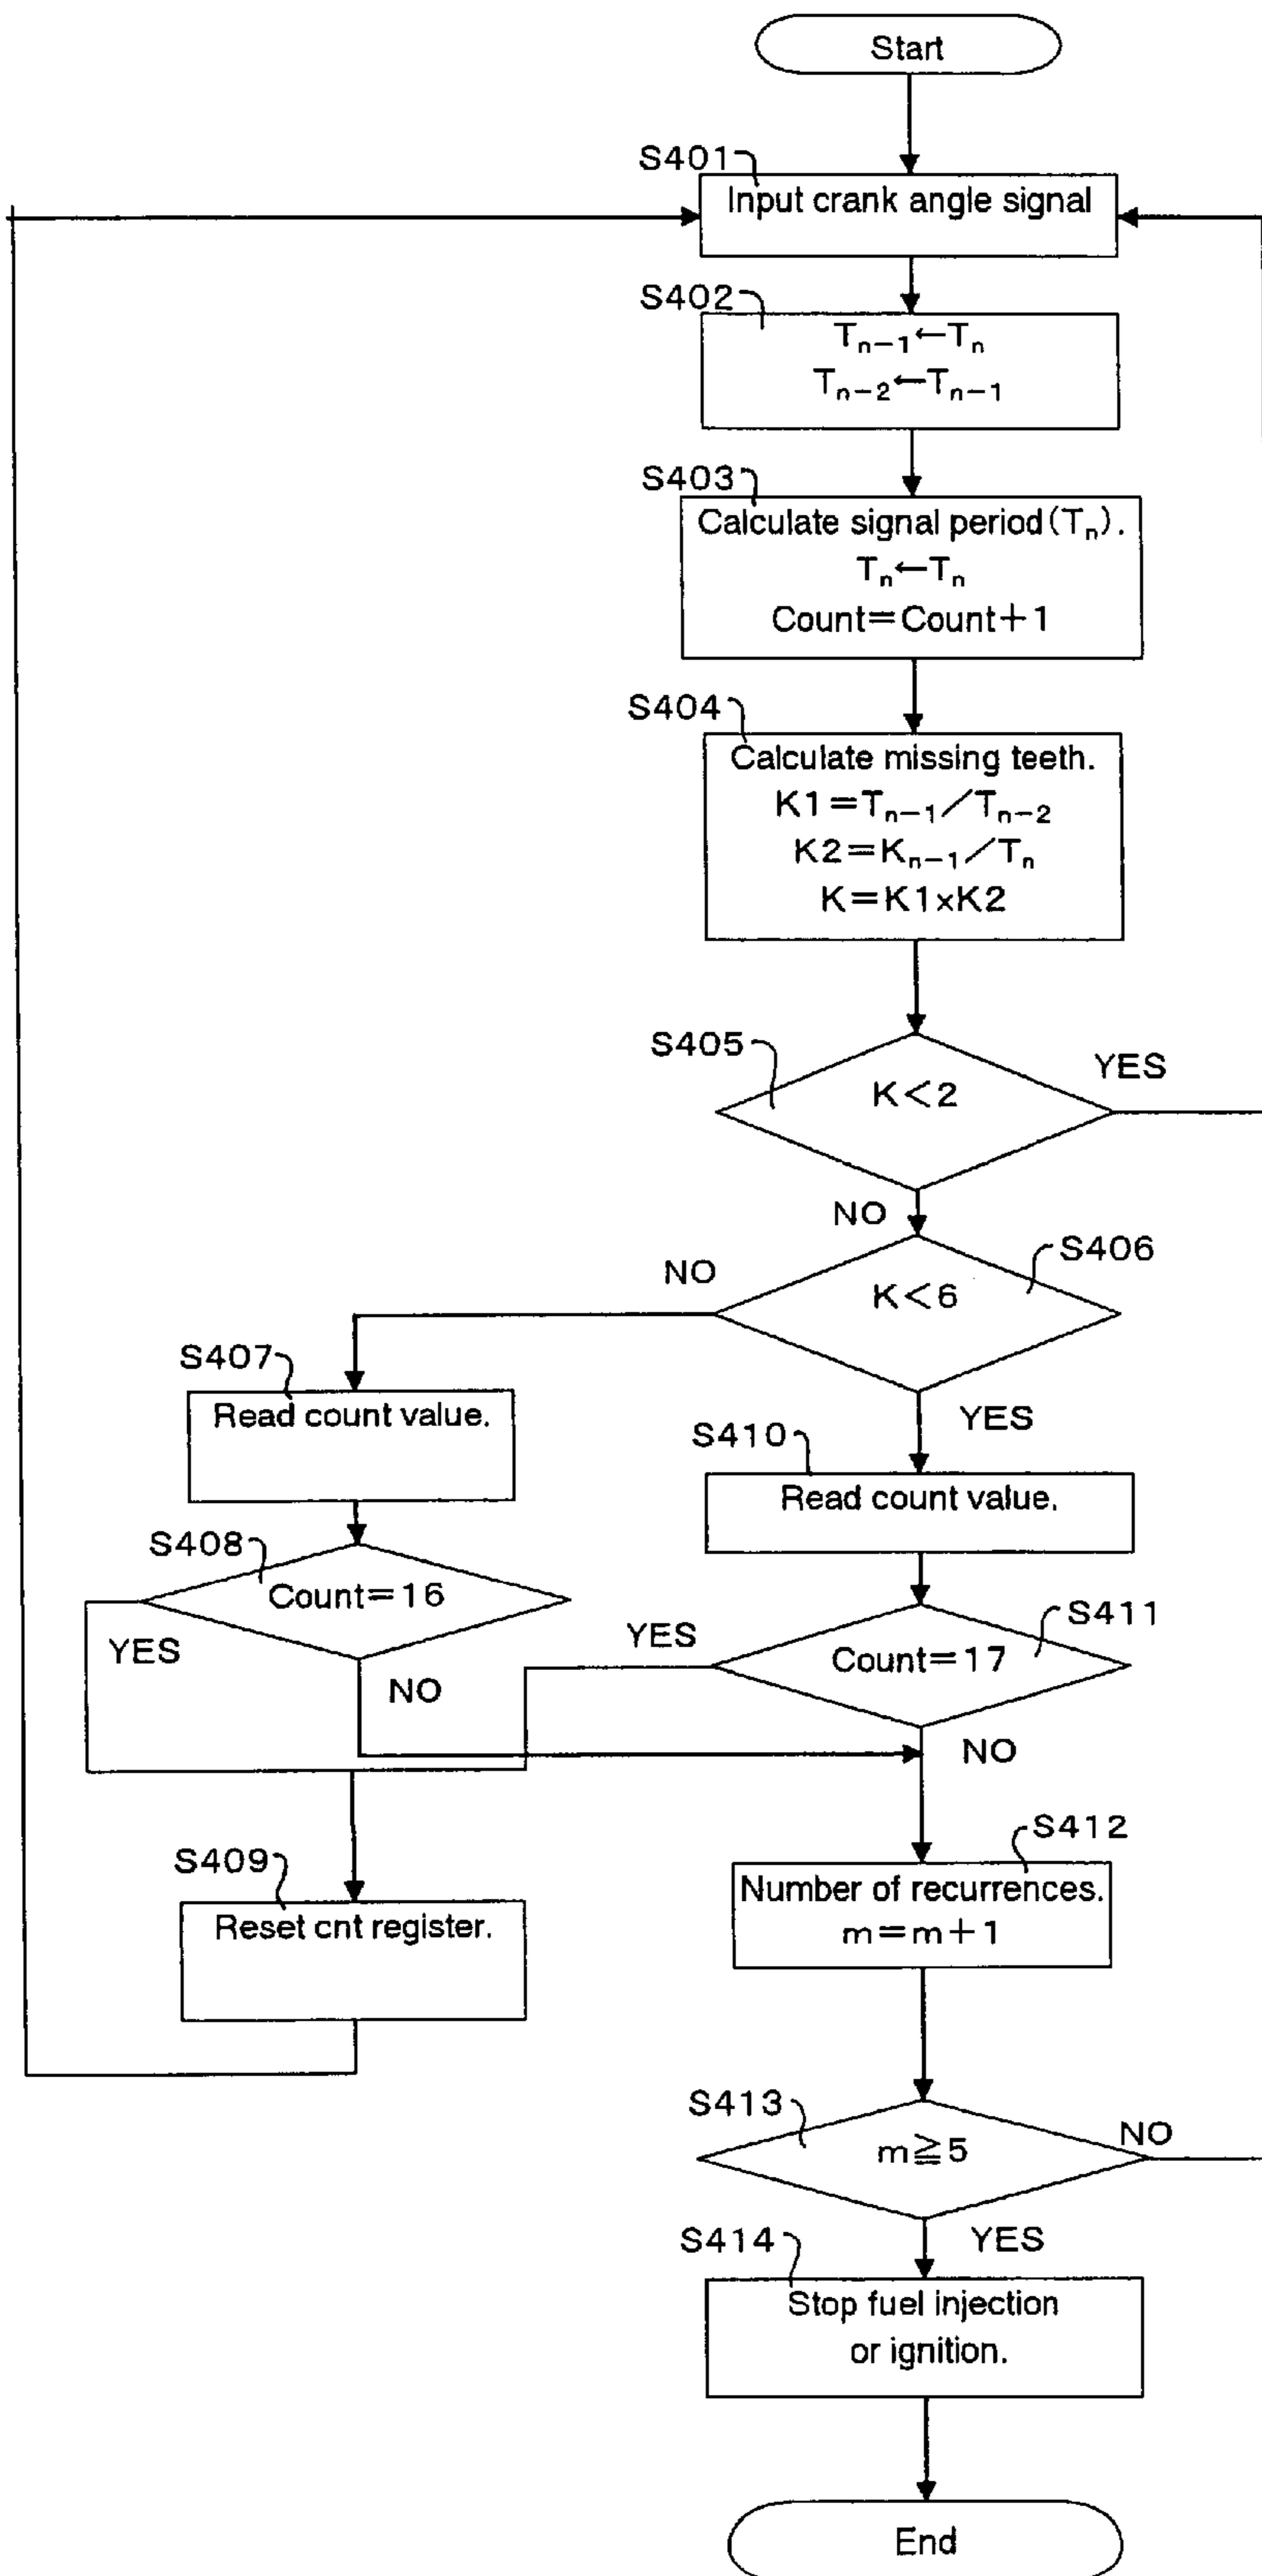 Start
S401
Input crank angle signal
S402
Tn−1←Tn
Tn−2←Tn−1
S403
Calculate signal period(Tn).
Tn←Tn
Count=Count+1
S404
Calculate missing teeth.
K1=Tn−1/Tn−2
K2=Kn−1/Tn
K=K1×K2
S405
K<2
YES
NO
S406
K<6
NO
YES
S407
Read count value.
S410
Read count value.
S408
Count=16
YES
NO
S411
Count=17
YES
NO
S409
Reset cnt register.
S412
Number of recurrences.
m=m+1
S413
m≧5
NO
YES
S414
Stop fuel injection
or ignition.
End